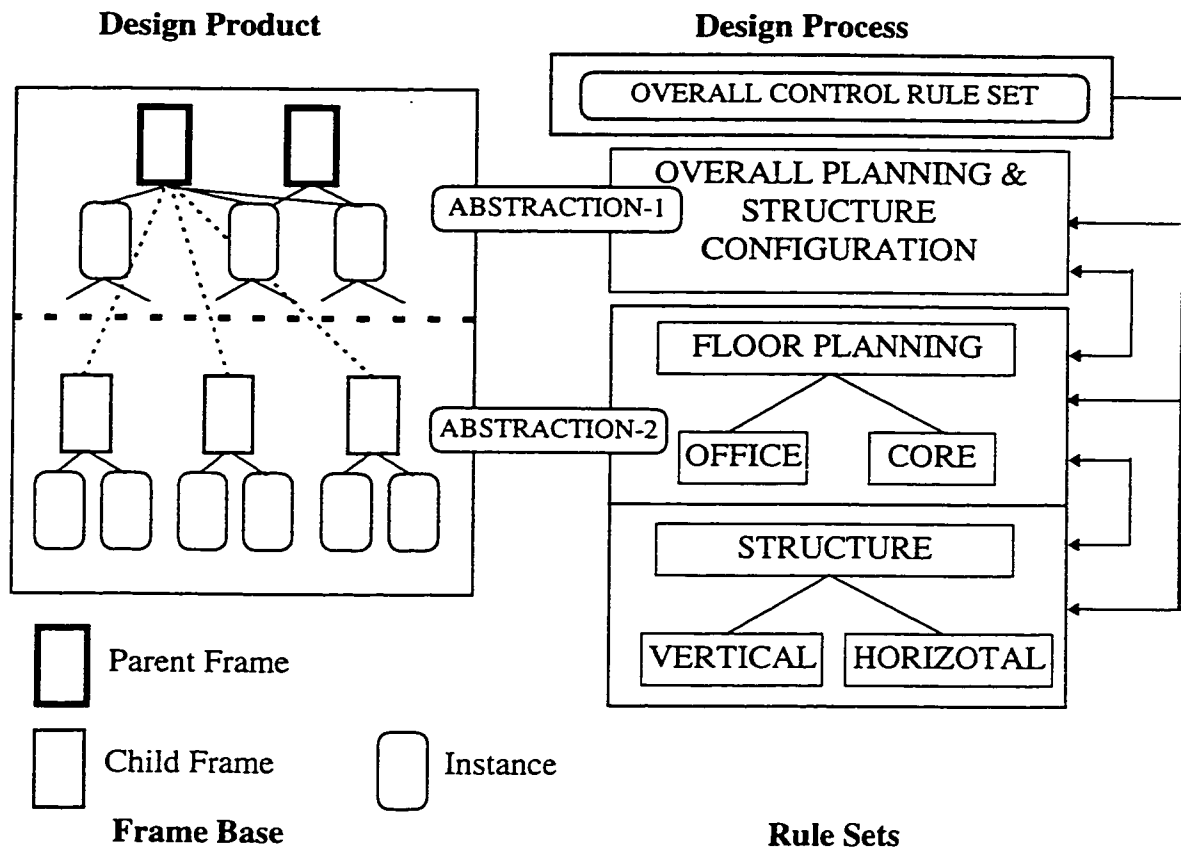 Design Product
Design Process
OVERALL CONTROL RULE SET
OVERALL PLANNING &
STRUCTURE
CONFIGURATION
ABSTRACTION-1
FLOOR PLANNING
ABSTRACTION-2
OFFICE
CORE
STRUCTURE
VERTICAL
HORIZOTAL
Parent Frame
Child Frame
Instance
Frame Base
Rule Sets